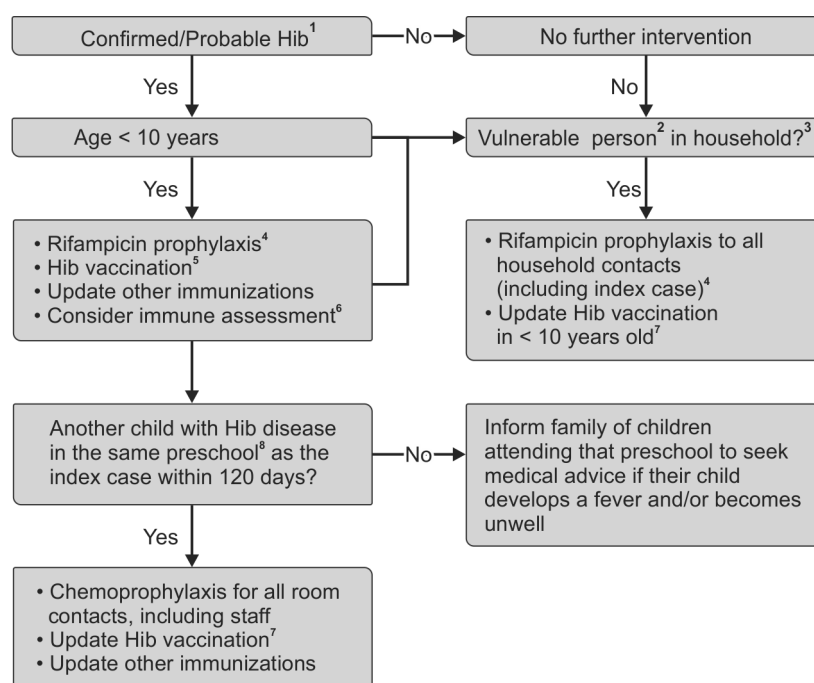 Confirmed/Probable Hib¹
No
No further intervention
Yes
No
Age < 10 years
Vulnerable person² in household?³
Yes
Yes
• Rifampicin prophylaxis⁴
• Hib vaccination⁵
• Update other immunizations
• Consider immune assessment⁶
• Rifampicin prophylaxis to all
household contacts
(including index case)⁴
• Update Hib vaccination
in < 10 years old⁷
Another child with Hib disease
in the same preschool⁸ as the
index case within 120 days?
No
Inform family of children
attending that preschool to seek
medical advice if their child
develops a fever and/or becomes
unwell
Yes
• Chemoprophylaxis for all room
contacts, including staff
• Update Hib vaccination⁷
• Update other immunizations